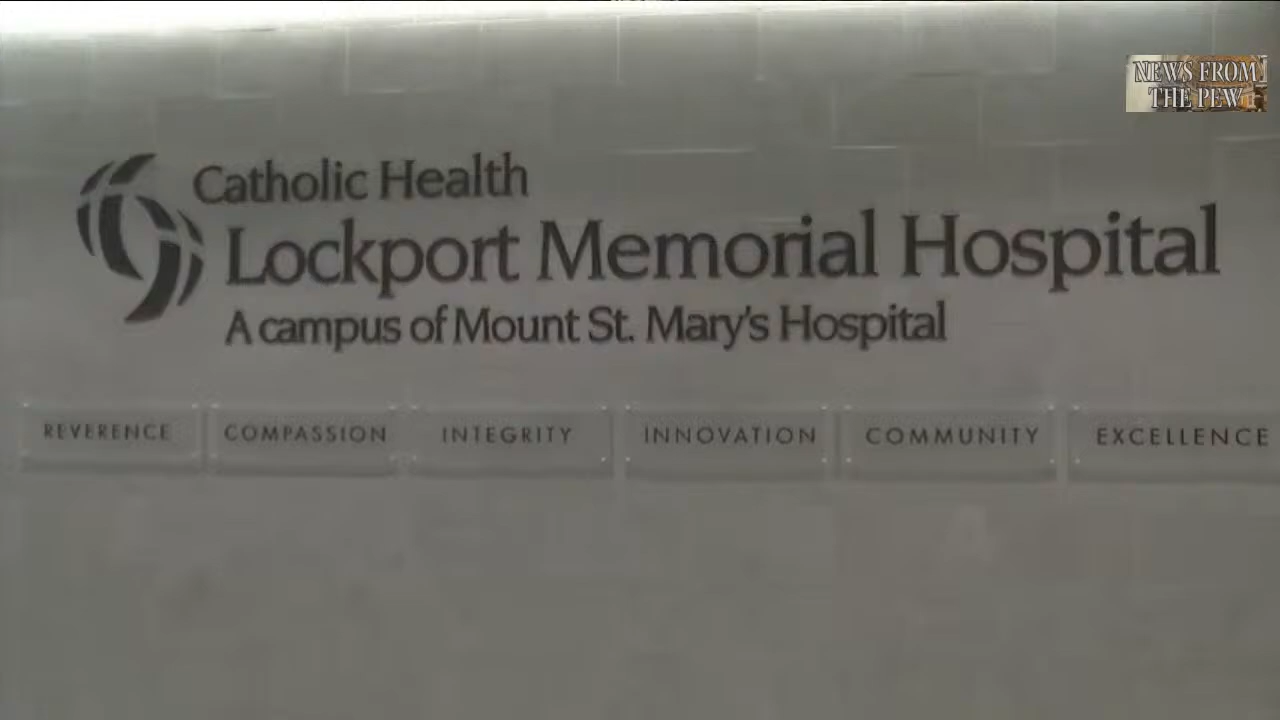 NEWS FROM
THE PEW
Catholic Health
Lockport Memorial Hospital
A campus of Mount St. Mary's Hospital
REVERENCE COMPASSION INTEGRITY INNOVATION COMMUNITY EXCELLENCE